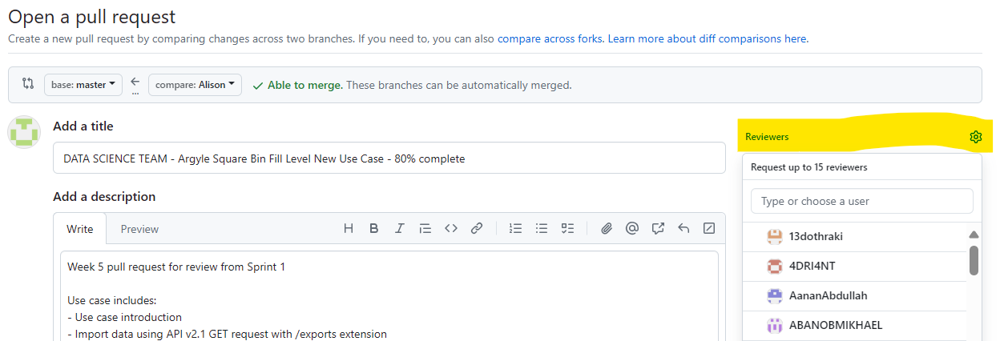 Open a pull request
Create a new pull request by comparing changes across two branches. If you need to, you can also compare across forks. Learn more about diff comparisons here.
base: master
compare: Alison
Able to merge. These branches can be automatically merged.
Add a title
DATA SCIENCE TEAM - Argyle Square Bin Fill Level New Use Case - 80% complete
Add a description
Write Preview
Week 5 pull request for review from Sprint 1
Use case includes:
- Use case introduction
- Import data using API v2.1 GET request with /exports extension
Reviewers
Request up to 15 reviewers
Type or choose a user
13dothraki
4DRI4NT
AananAbdullah
ABANOBMIKHAEL